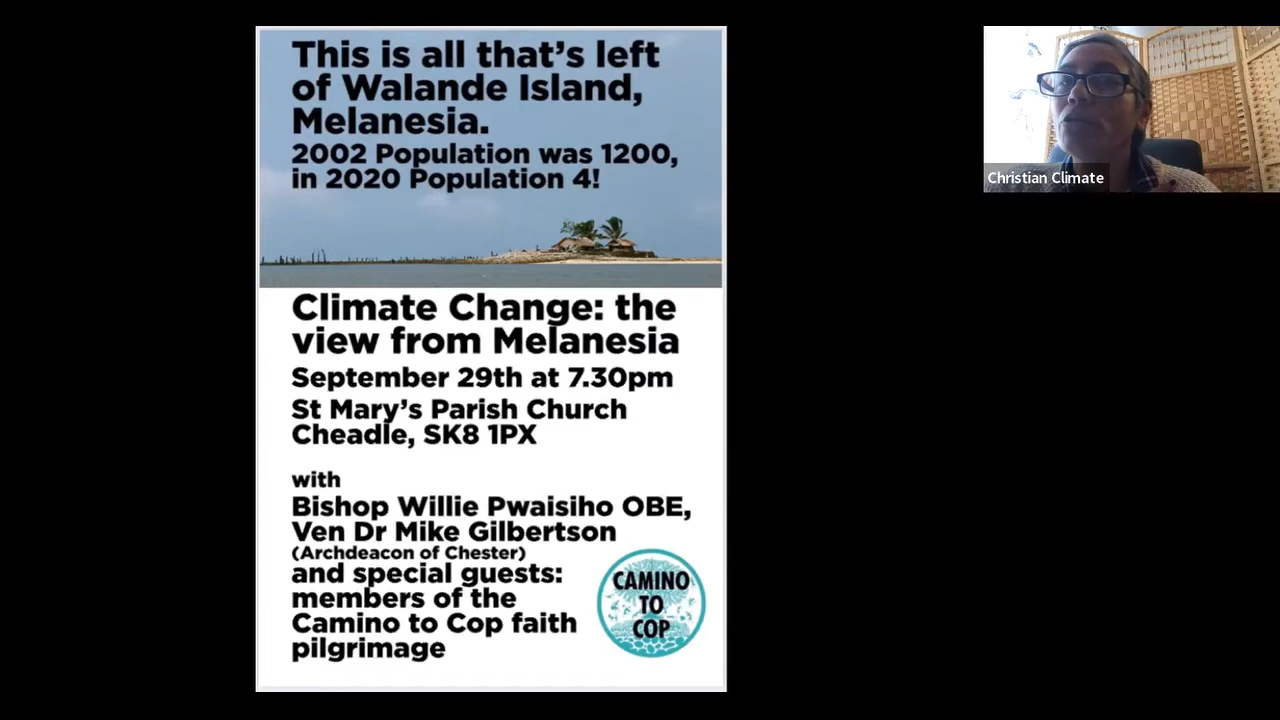 This is all that's left
of Walande Island,
Melanesia.
2002 Population was 1200,
in 2020 Population 4!
Climate Change: the
view from Melanesia
September 29th at 7.30pm
St Mary's Parish Church
Cheadle, SK8 1PX
with
Bishop Willie Pwaisiho OBE,
Ven Dr Mike Gilbertson
(Archdeacon of Chester)
and special guests:
members of the
Camino to Cop faith
pilgrimage
CAMINO
TO
COP
Christian Climate